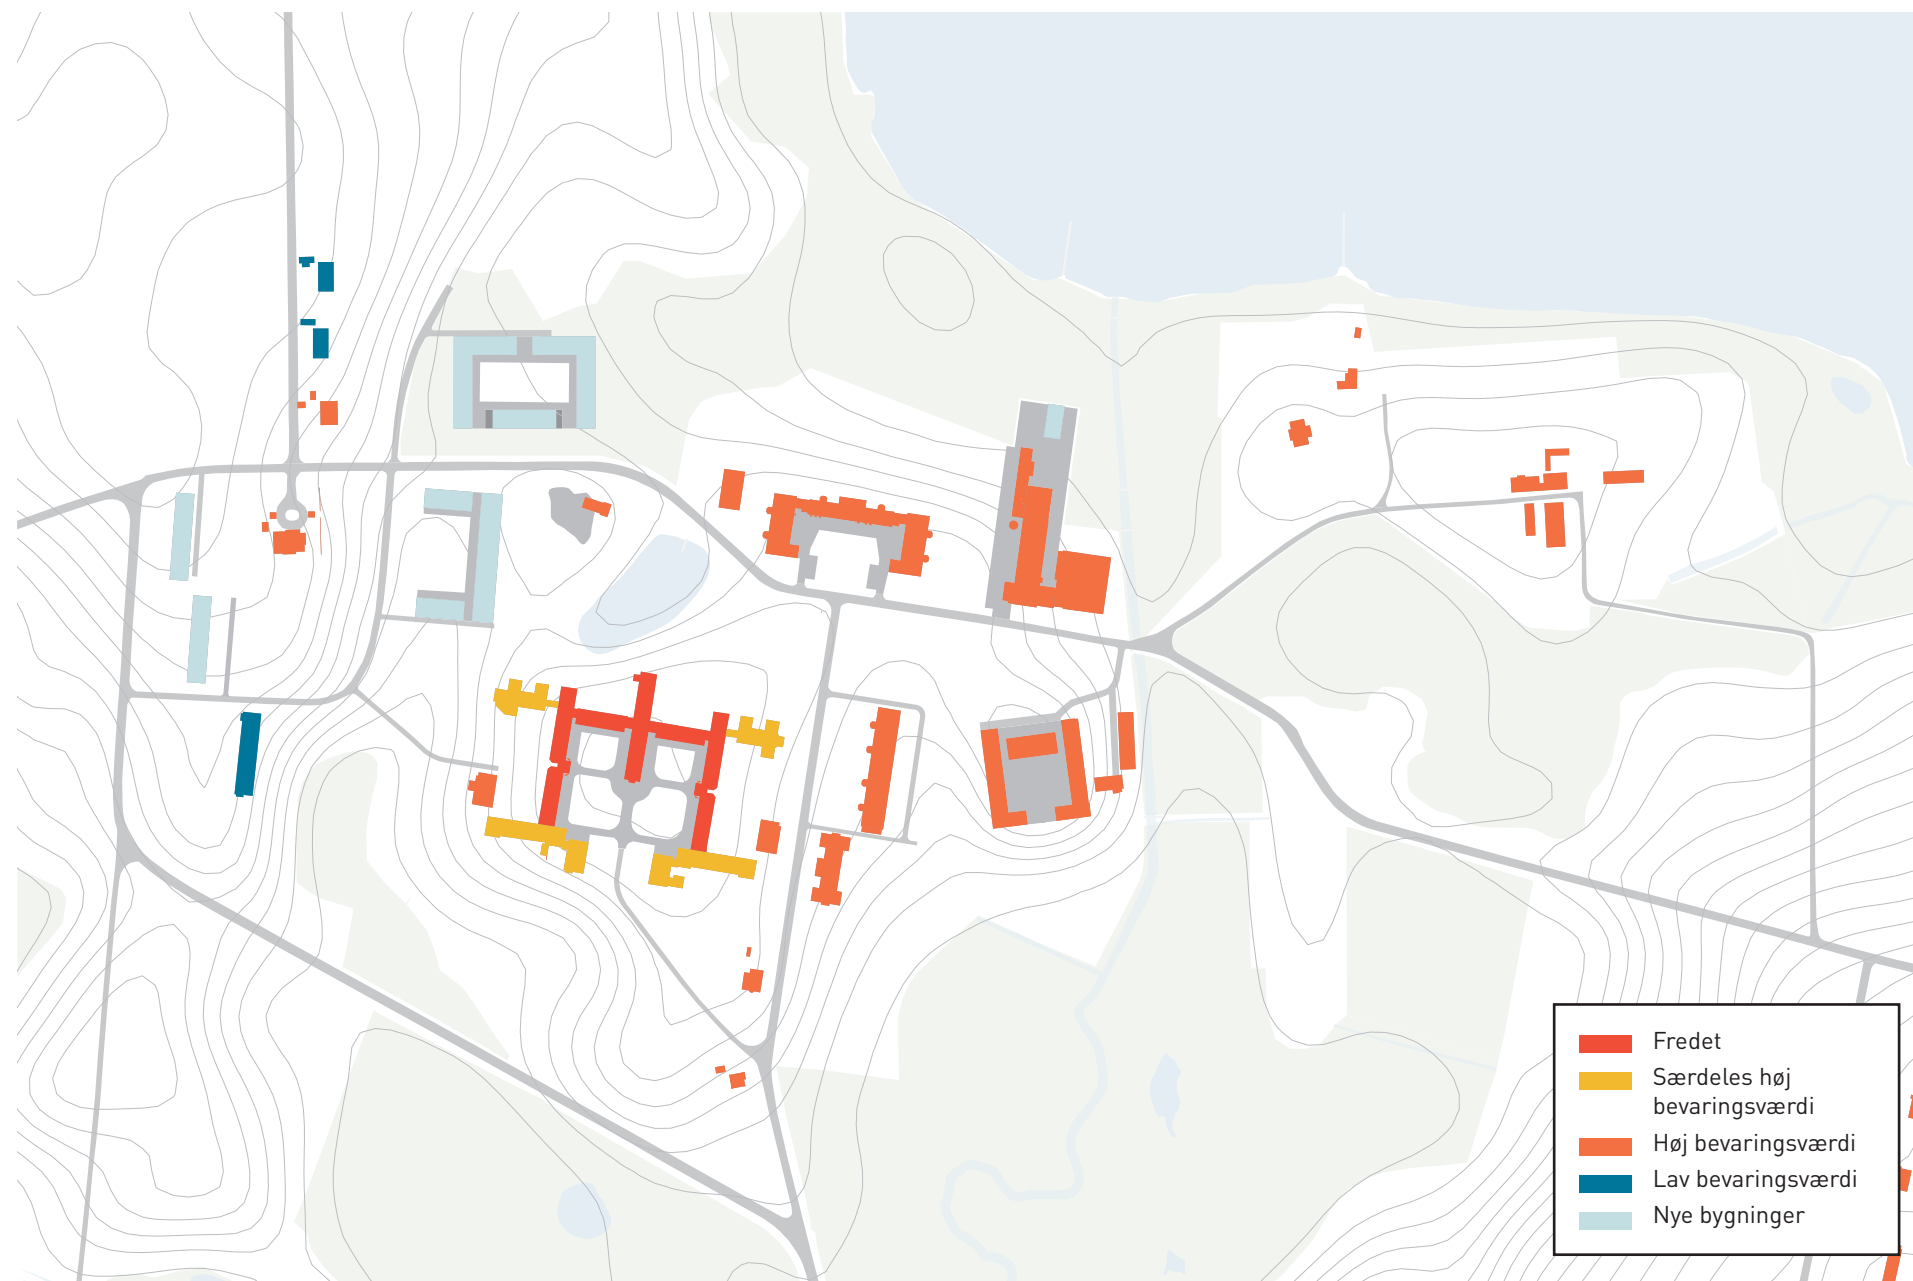 Fredet
Særdeles høj
bevaringsværdi
Høj bevaringsværdi
Lav bevaringsværdi
Nye bygninger